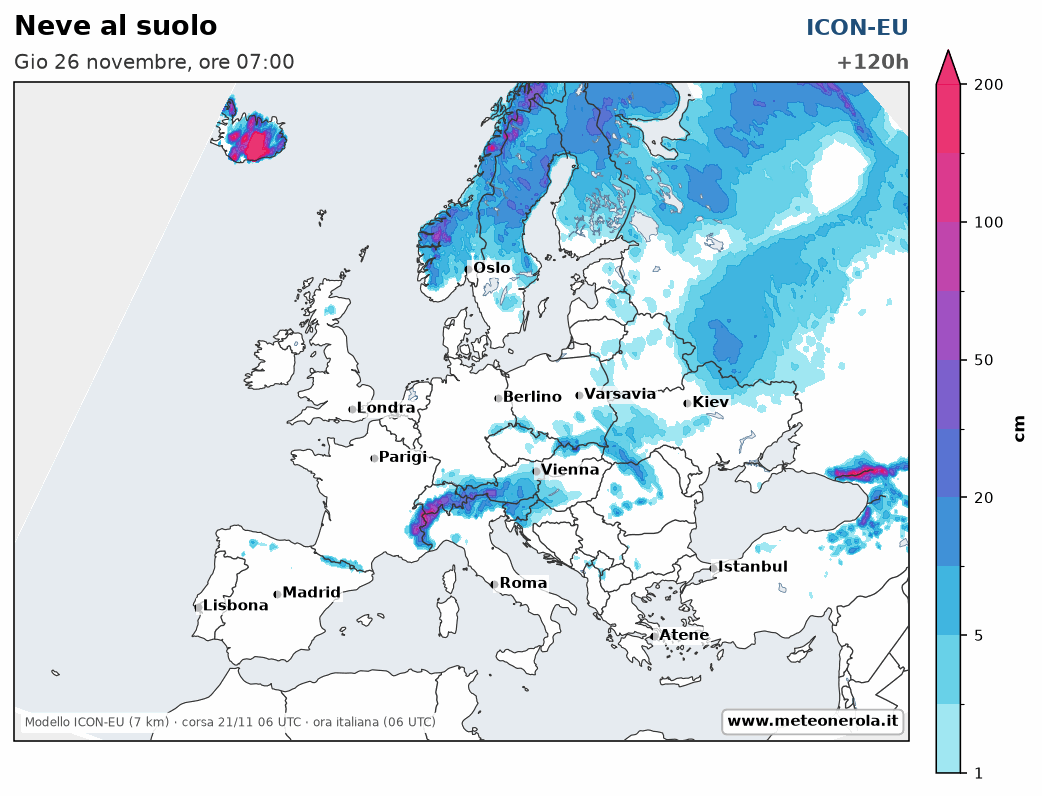 Neve al suolo
ICON-EU
Gio 26 novembre, ore 07:00
+120h
200
100
50
20
5
1
cm
Oslo
Londra
Berlino
Varsavia
Kiev
Parigi
Vienna
Istanbul
Roma
Madrid
Lisbona
Atene
Modello ICON-EU (7 km) · corsa 21/11 06 UTC · ora italiana (06 UTC)
www.meteonerola.it